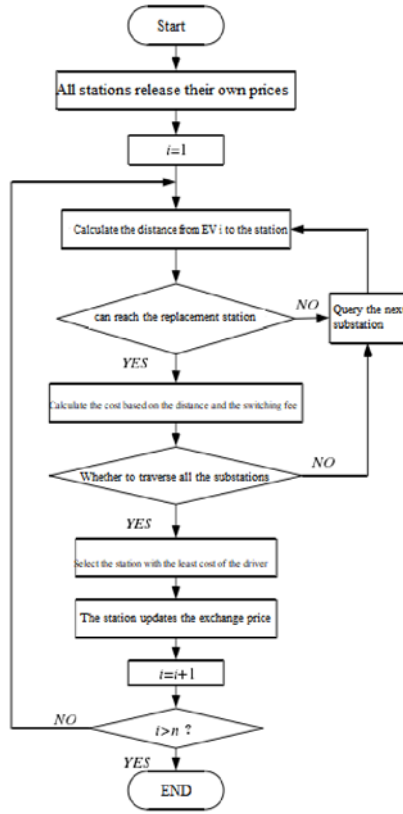 Start
All stations release their own prices
i=1
Calculate the distance from EV i to the station
can reach the replacement station
NO
Query the next
substation
YES
Calculate the cost based on the distance and the switching fee
Whether to traverse all the substations
NO
YES
Select the station with the least cost of the driver
The station updates the exchange price
i=i+1
NO
i>n ?
YES
END